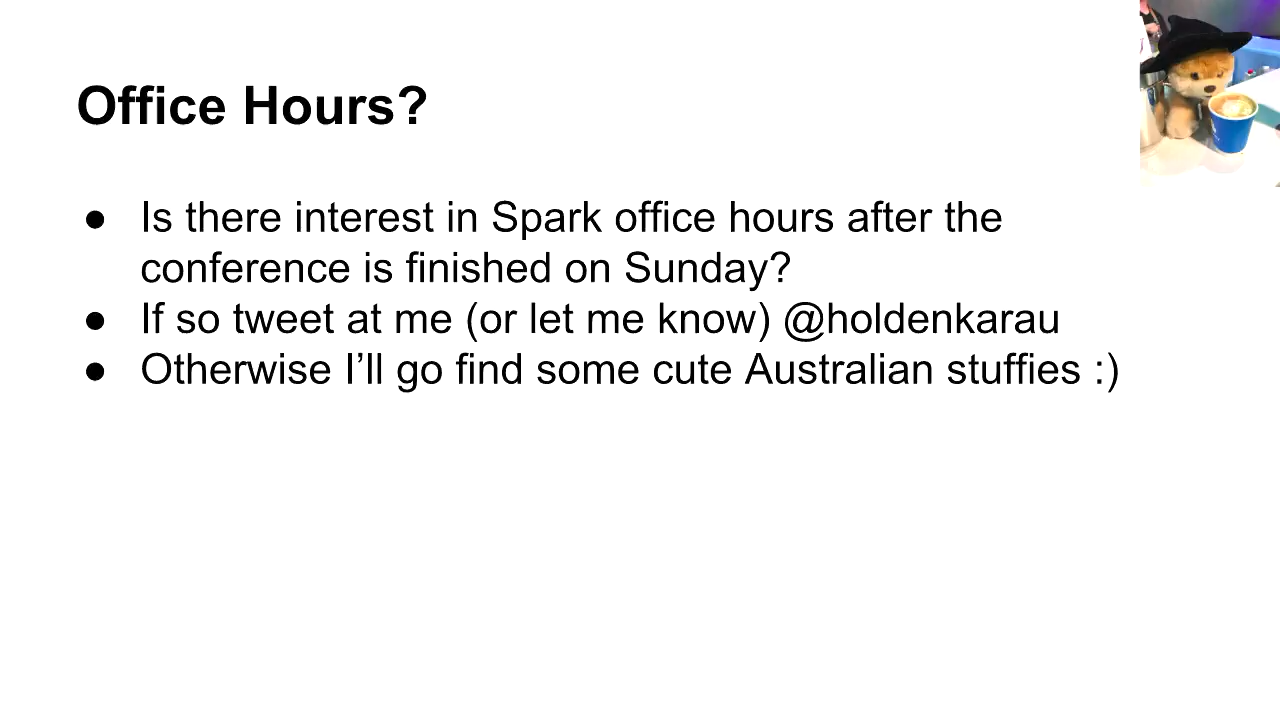 Office Hours?
● Is there interest in Spark office hours after the
conference is finished on Sunday?
● If so tweet at me (or let me know) @holdenkarau
● Otherwise I’ll go find some cute Australian stuffies :)